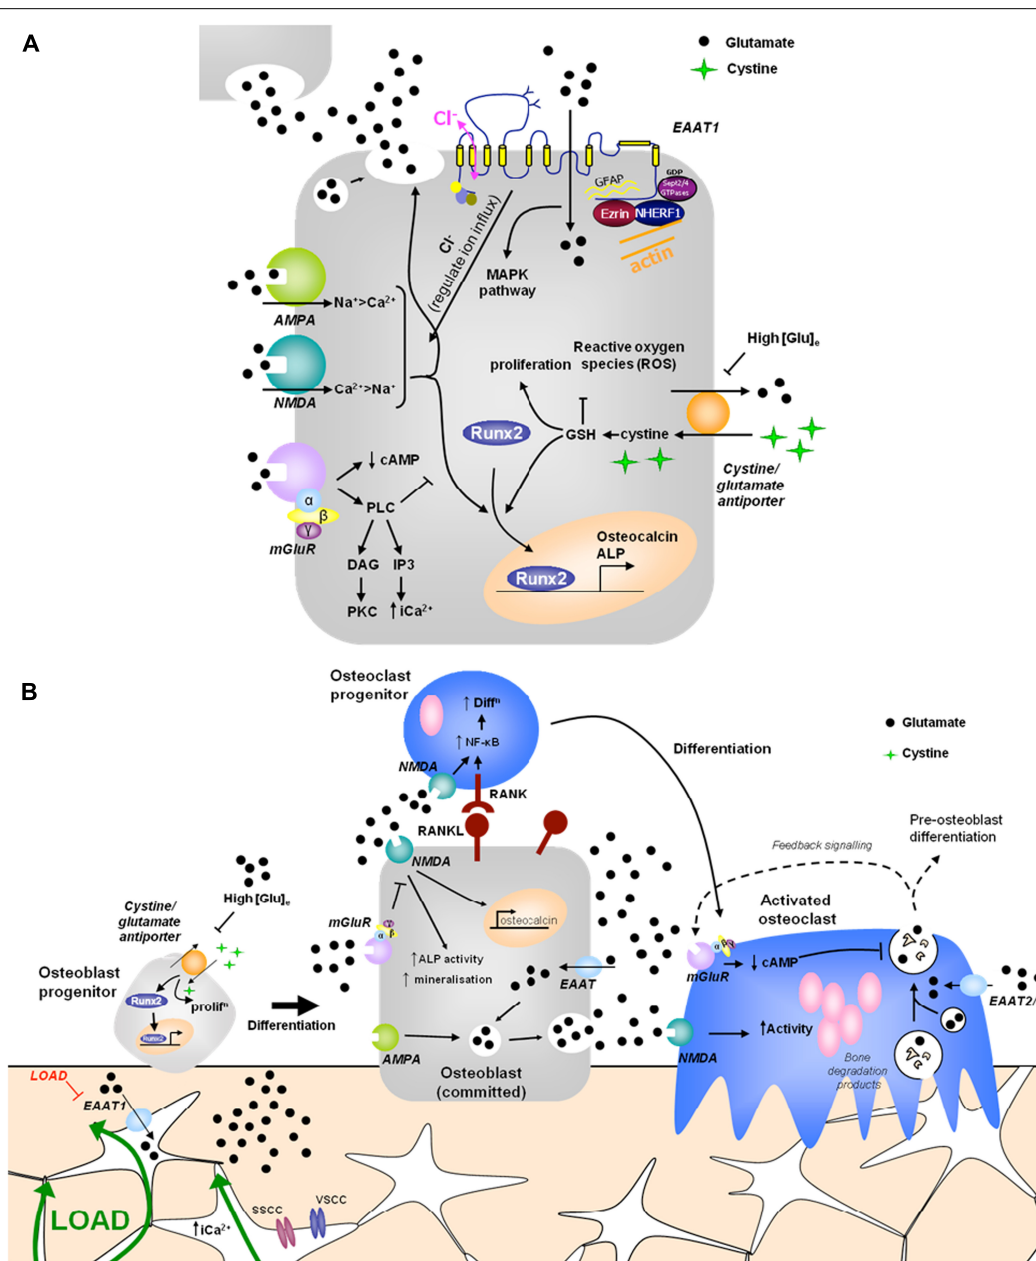 A
Glutamate
Cystine
Cl-
EAAT1
GFAP
GDP
Sept2/4
GTPases
Ezrin
NHERF1
actin
Cl-
(regulate ion influx)
MAPK
pathway
AMPA
Na+>Ca2+
NMDA
Ca2+>Na+
High [Glu]e
Reactive oxygen
species (ROS)
proliferation
Runx2
GSH
cystine
Cystine/
glutamate
antiporter
↓ cAMP
α
β
γ
mGluR
PLC
DAG
IP3
PKC
↑ iCa2+
Osteocalcin
ALP
Runx2
B
Osteoclast
progenitor
↑ Diffn
↑ NF-κB
NMDA
RANK
RANKL
NMDA
Differentiation
Glutamate
Cystine
Pre-osteoblast
differentiation
Feedback signalling
High [Glu]e
Cystine/
glutamate
antiporter
Osteoblast
progenitor
Runx2
prolifn
Runx2
Differentiation
mGluR
α
β
γ
osteocalcin
↑ ALP activity
↑ mineralisation
EAAT
AMPA
Osteoblast
(committed)
Activated
osteoclast
mGluR
α
β
γ
↓ cAMP
NMDA
↑Activity
Bone
degradation
products
EAAT2/
LOAD
EAAT1
LOAD
↑iCa2+
SSCC
VSCC